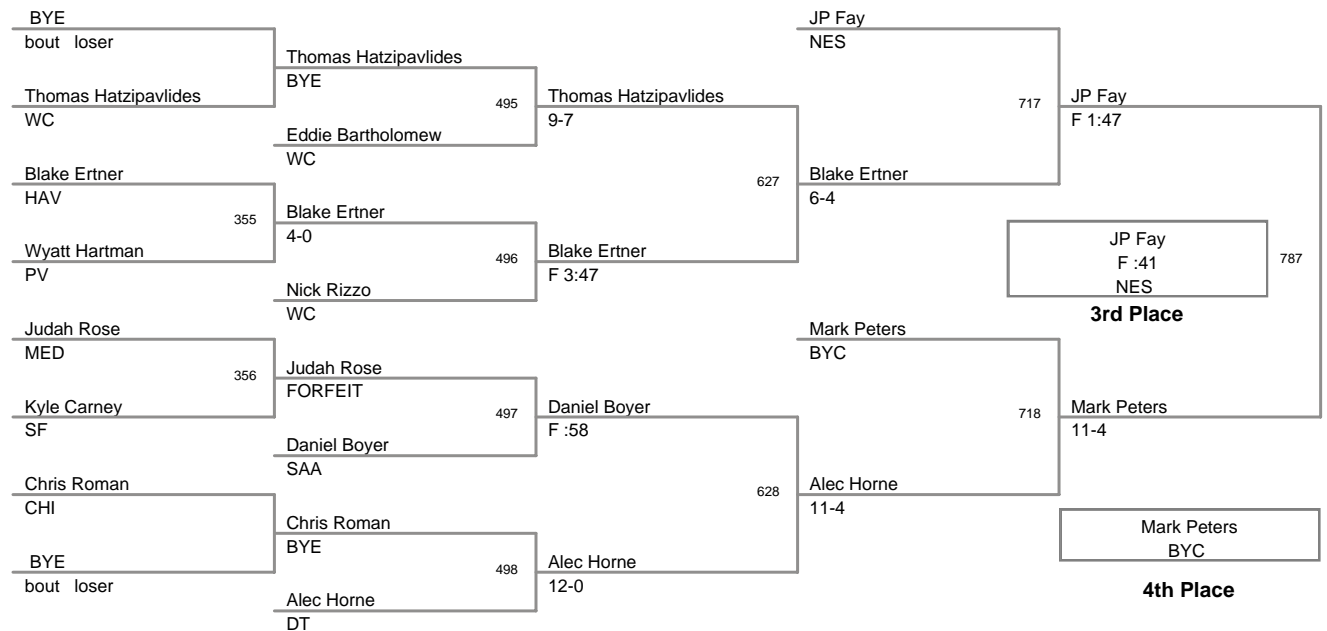 BYE
bout loser
Thomas Hatzipavlides
WC
Blake Ertner
HAV
355
Wyatt Hartman
PV
Judah Rose
MED
356
Kyle Carney
SF
Chris Roman
CHI
BYE
bout loser
Thomas Hatzipavlides
BYE
495
Eddie Bartholomew
WC
Blake Ertner
4-0
496
Nick Rizzo
WC
Judah Rose
FORFEIT
497
Daniel Boyer
SAA
Chris Roman
BYE
498
Alec Horne
DT
Thomas Hatzipavlides
9-7
627
Blake Ertner
F 3:47
Daniel Boyer
F :58
628
Alec Horne
12-0
JP Fay
NES
717
Blake Ertner
6-4
Mark Peters
BYC
718
Alec Horne
11-4
JP Fay
F 1:47
787
Mark Peters
11-4
JP Fay
F :41
NES
3rd Place
Mark Peters
BYC
4th Place